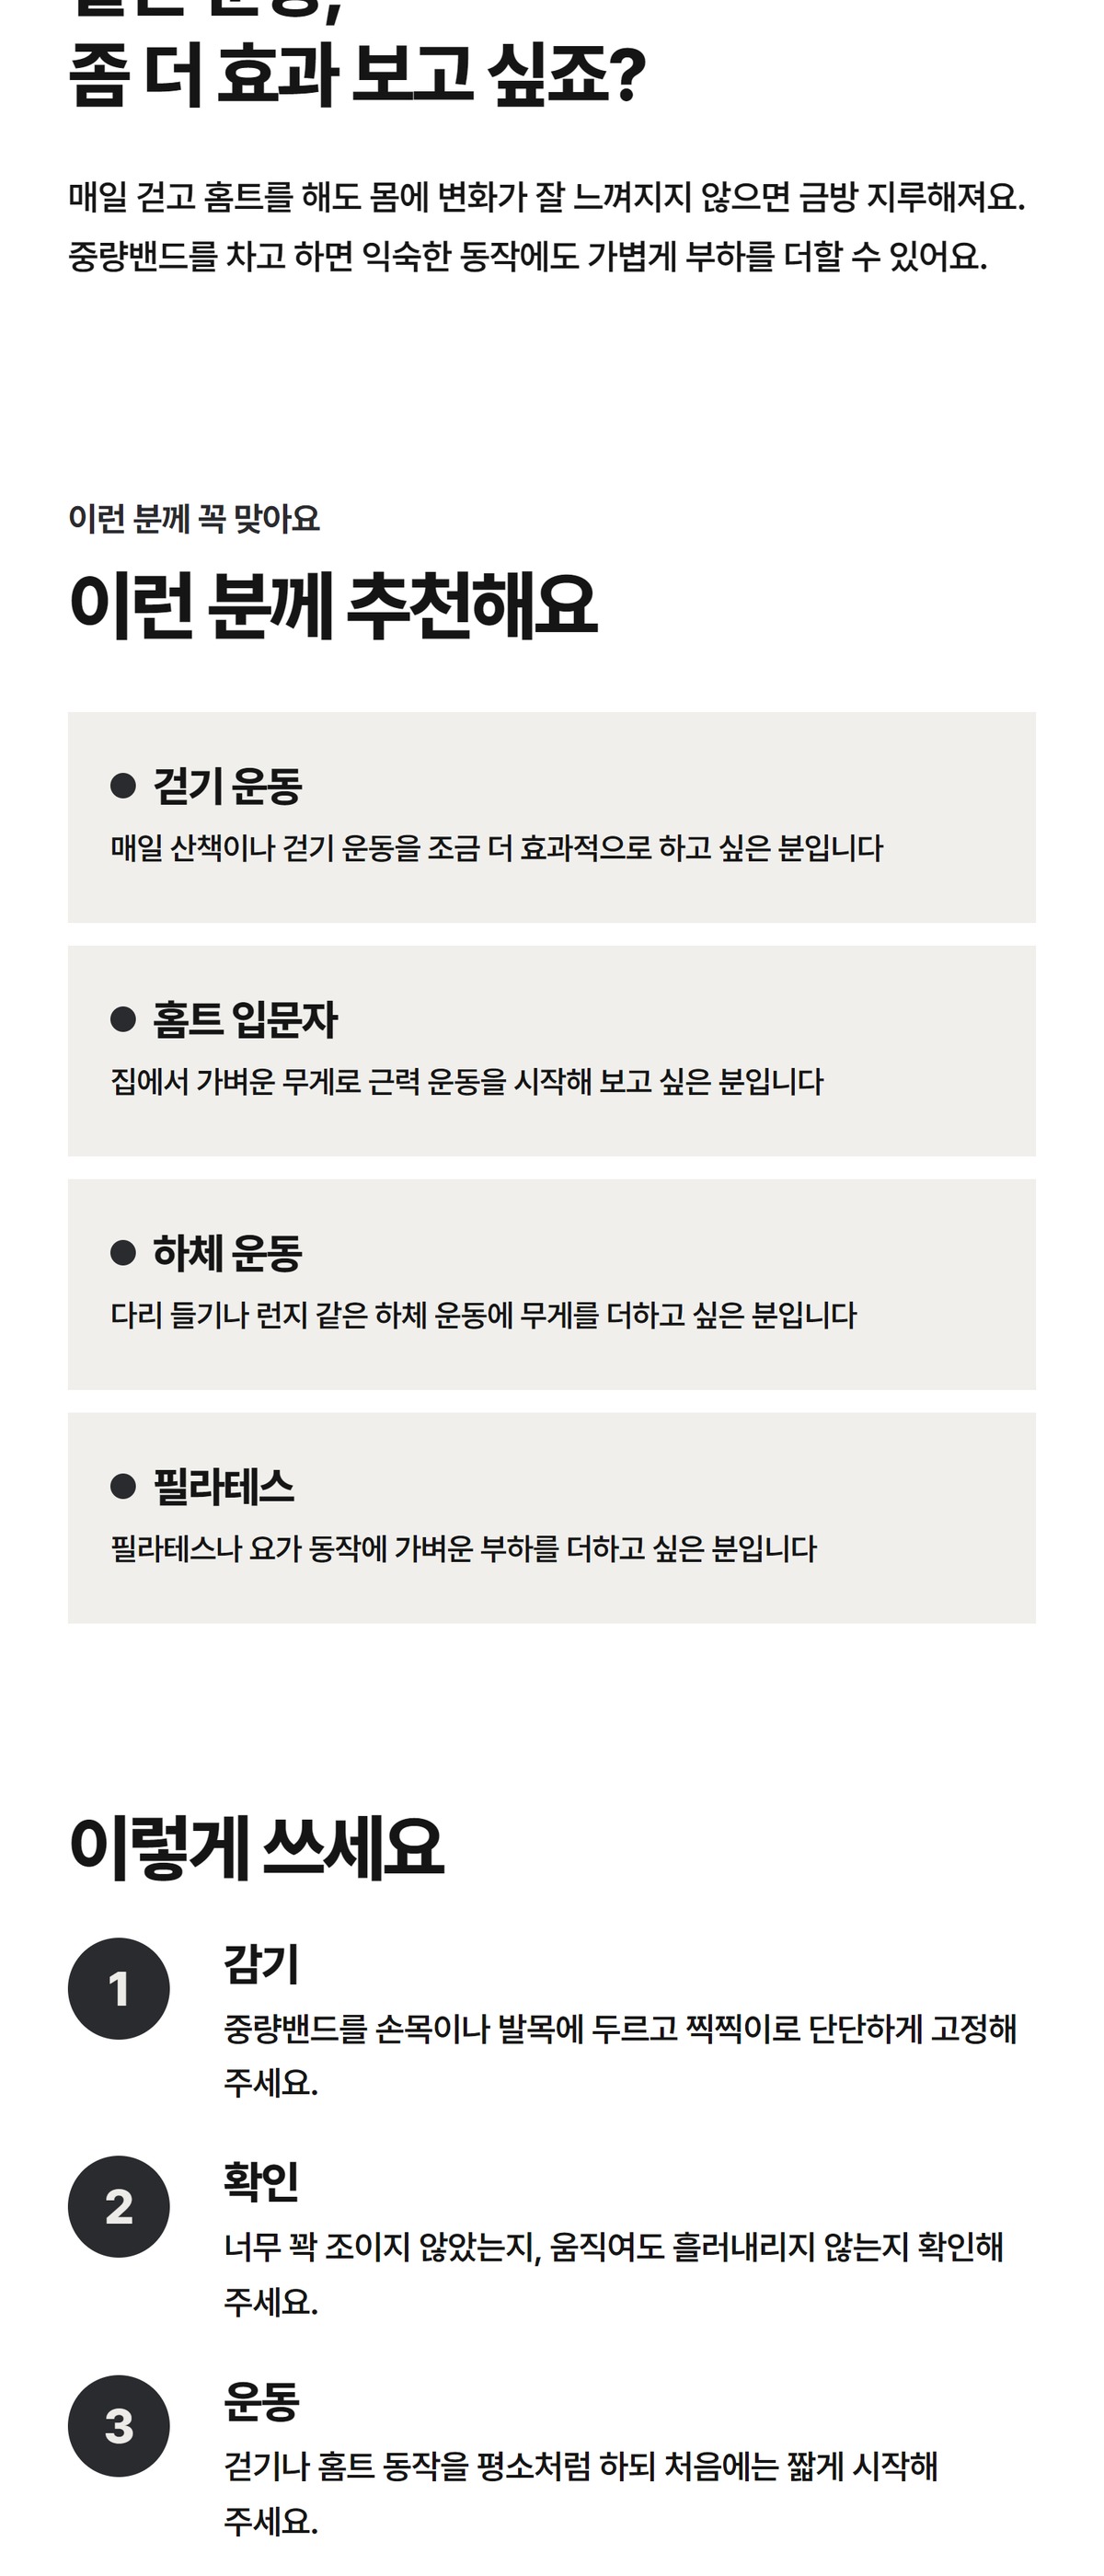 좀 더 효과 보고 싶죠?
매일 걷고 홈트를 해도 몸에 변화가 잘 느껴지지 않으면 금방 지루해져요.
중량밴드를 차고 하면 익숙한 동작에도 가볍게 부하를 더할 수 있어요.
이런 분께 꼭 맞아요
이런 분께 추천해요
걷기 운동
매일 산책이나 걷기 운동을 조금 더 효과적으로 하고 싶은 분입니다
홈트 입문자
집에서 가벼운 무게로 근력 운동을 시작해 보고 싶은 분입니다
하체 운동
다리 들기나 런지 같은 하체 운동에 무게를 더하고 싶은 분입니다
필라테스
필라테스나 요가 동작에 가벼운 부하를 더하고 싶은 분입니다
이렇게 쓰세요
1
감기
중량밴드를 손목이나 발목에 두르고 찍찍이로 단단하게 고정해
주세요.
2
확인
너무 꽉 조이지 않았는지, 움직여도 흘러내리지 않는지 확인해
주세요.
3
운동
걷기나 홈트 동작을 평소처럼 하되 처음에는 짧게 시작해
주세요.